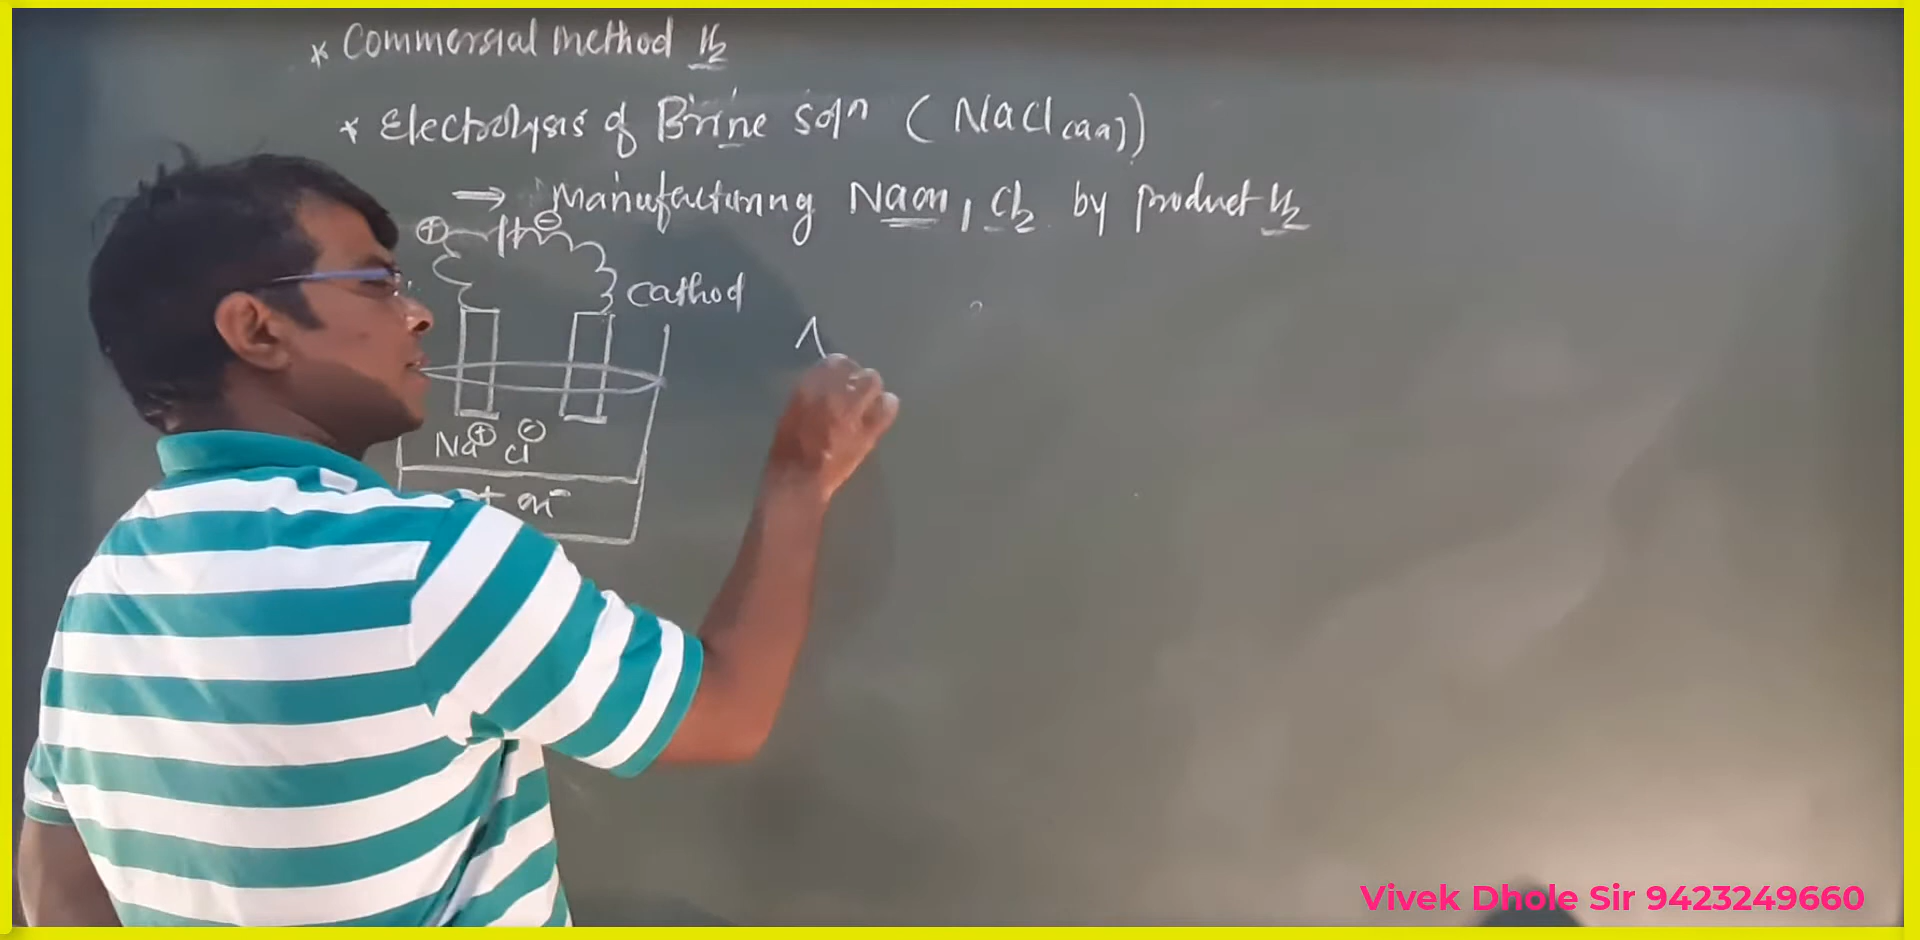 * Commersial method H2
* Electrolysis of Brine Soln (NaCl(aq))
→ Manufacturing NaOH, Cl2 by product H2
+ -
Cathod
Na+ Cl-
+ OH-
Vivek Dhole Sir 9423249660